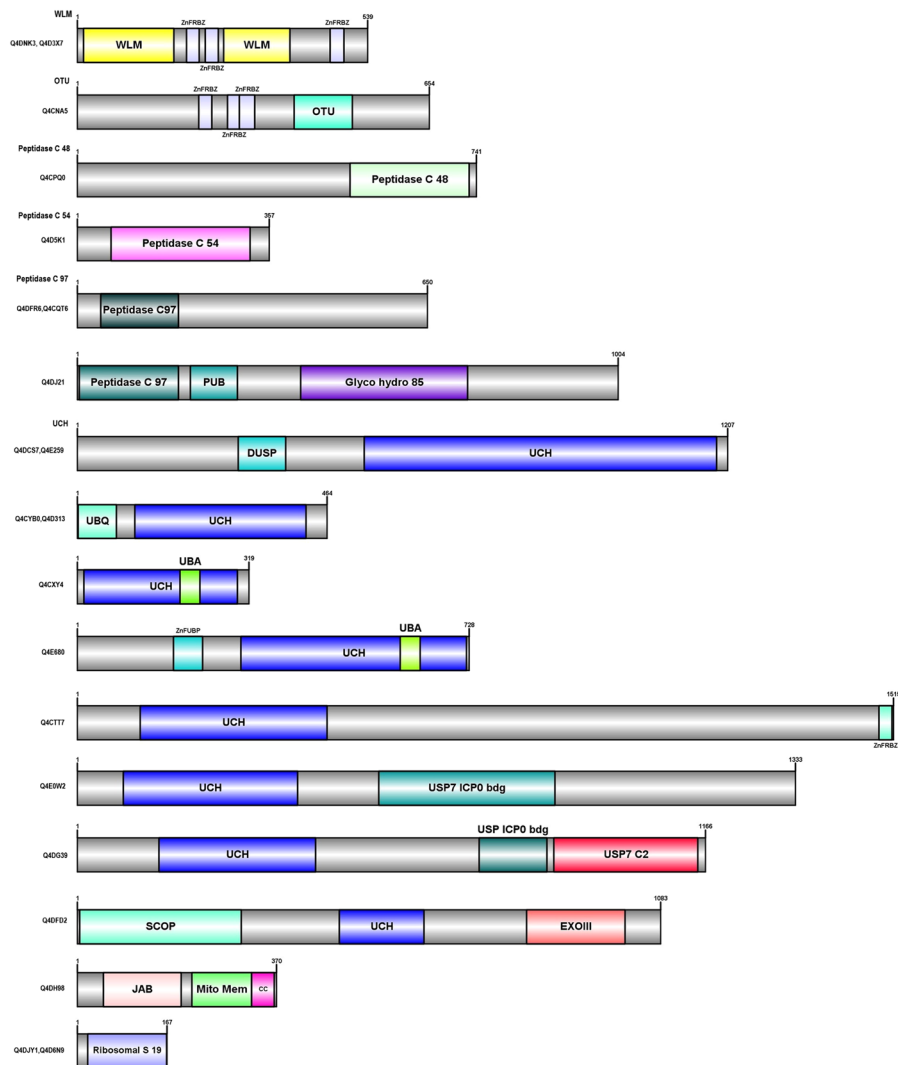 WLM
1
ZnFRBZ
ZnFRBZ
539
Q4DNK3, Q4D3X7
WLM
WLM
ZnFRBZ
OTU
1
ZnFRBZ
ZnFRBZ
654
Q4CNA5
OTU
ZnFRBZ
Peptidase C 48
1
741
Q4CPQ0
Peptidase C 48
Peptidase C 54
1
357
Q4D5K1
Peptidase C 54
Peptidase C 97
1
650
Q4DFR6,Q4CQT6
Peptidase C97
1
1004
Q4DJ21
Peptidase C 97
PUB
Glyco hydro 85
UCH
1
1207
Q4DCS7,Q4E259
DUSP
UCH
1
464
Q4CYB0,Q4D313
UBQ
UCH
1
UBA
319
Q4CXY4
UCH
1
ZnFUBP
UBA
728
Q4E680
UCH
1
Q4CTT7
UCH
ZnFRBZ
1
1333
Q4E0W2
UCH
USP7 ICP0 bdg
1
USP ICP0 bdg
1166
Q4DG39
UCH
USP7 C2
1
1083
Q4DFD2
SCOP
UCH
EXOIII
1
370
Q4DH98
JAB
Mito Mem
CC
1
167
Q4DJY1,Q4D6N9
Ribosomal S 19